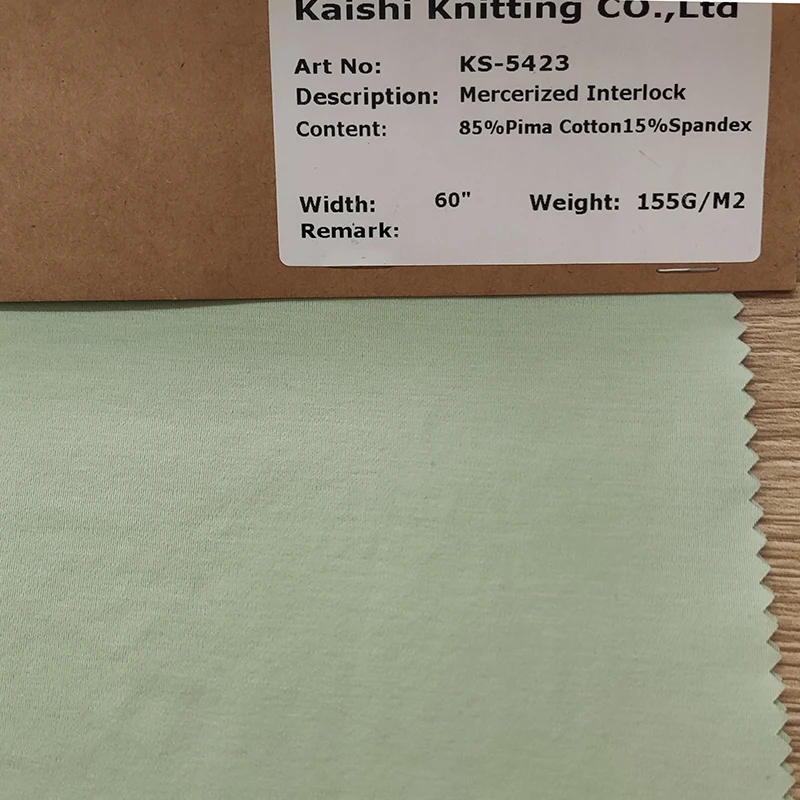 Kaishi Knitting CO.,Ltd
Art No: KS-5423
Description: Mercerized Interlock
Content: 85%Pima Cotton15%Spandex
Width: 60" Weight: 155G/M2
Remark: